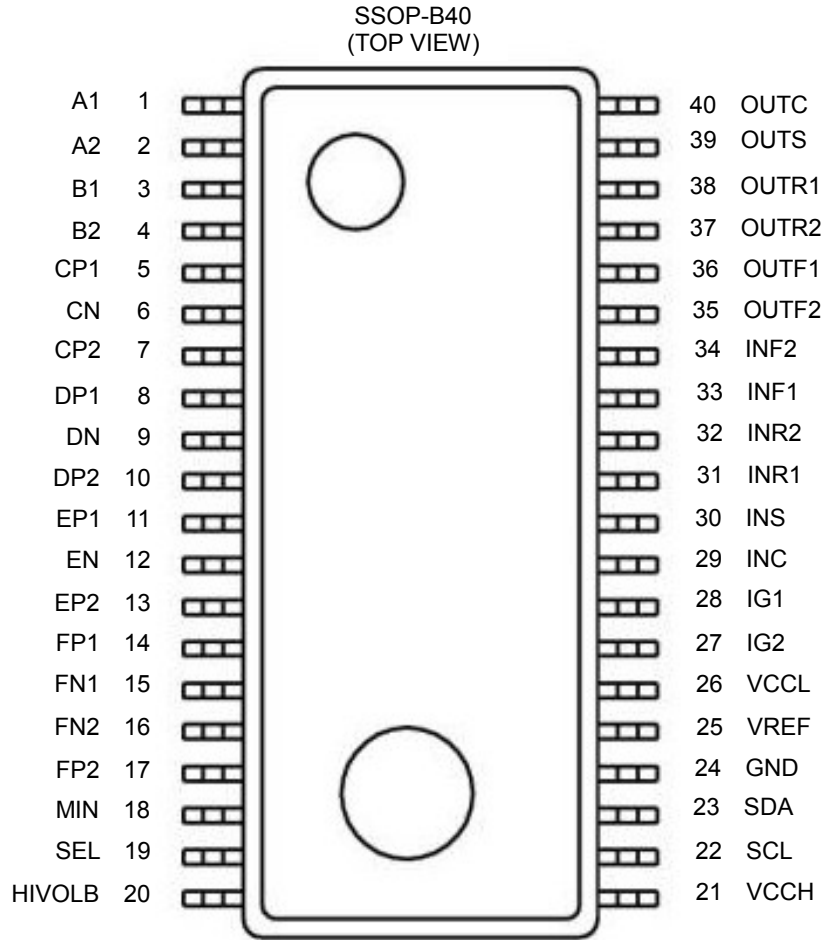 SSOP-B40
(TOP VIEW)
A1 1
40 OUTC
A2 2
39 OUTS
B1 3
38 OUTR1
B2 4
37 OUTR2
CP1 5
36 OUTF1
CN 6
35 OUTF2
CP2 7
34 INF2
DP1 8
33 INF1
DN 9
32 INR2
DP2 10
31 INR1
EP1 11
30 INS
EN 12
29 INC
EP2 13
28 IG1
FP1 14
27 IG2
FN1 15
26 VCCL
FN2 16
25 VREF
FP2 17
24 GND
MIN 18
23 SDA
SEL 19
22 SCL
HIVOLB 20
21 VCCH